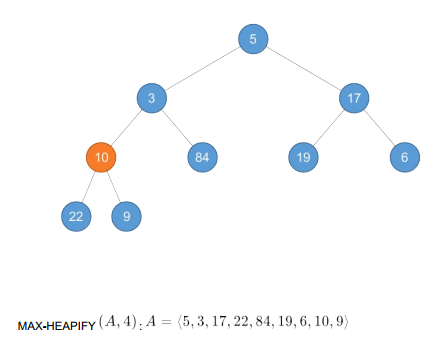 5
3 17
10 84 19 6
22 9
MAX-HEAPIFY (A, 4): A = ⟨5, 3, 17, 22, 84, 19, 6, 10, 9⟩